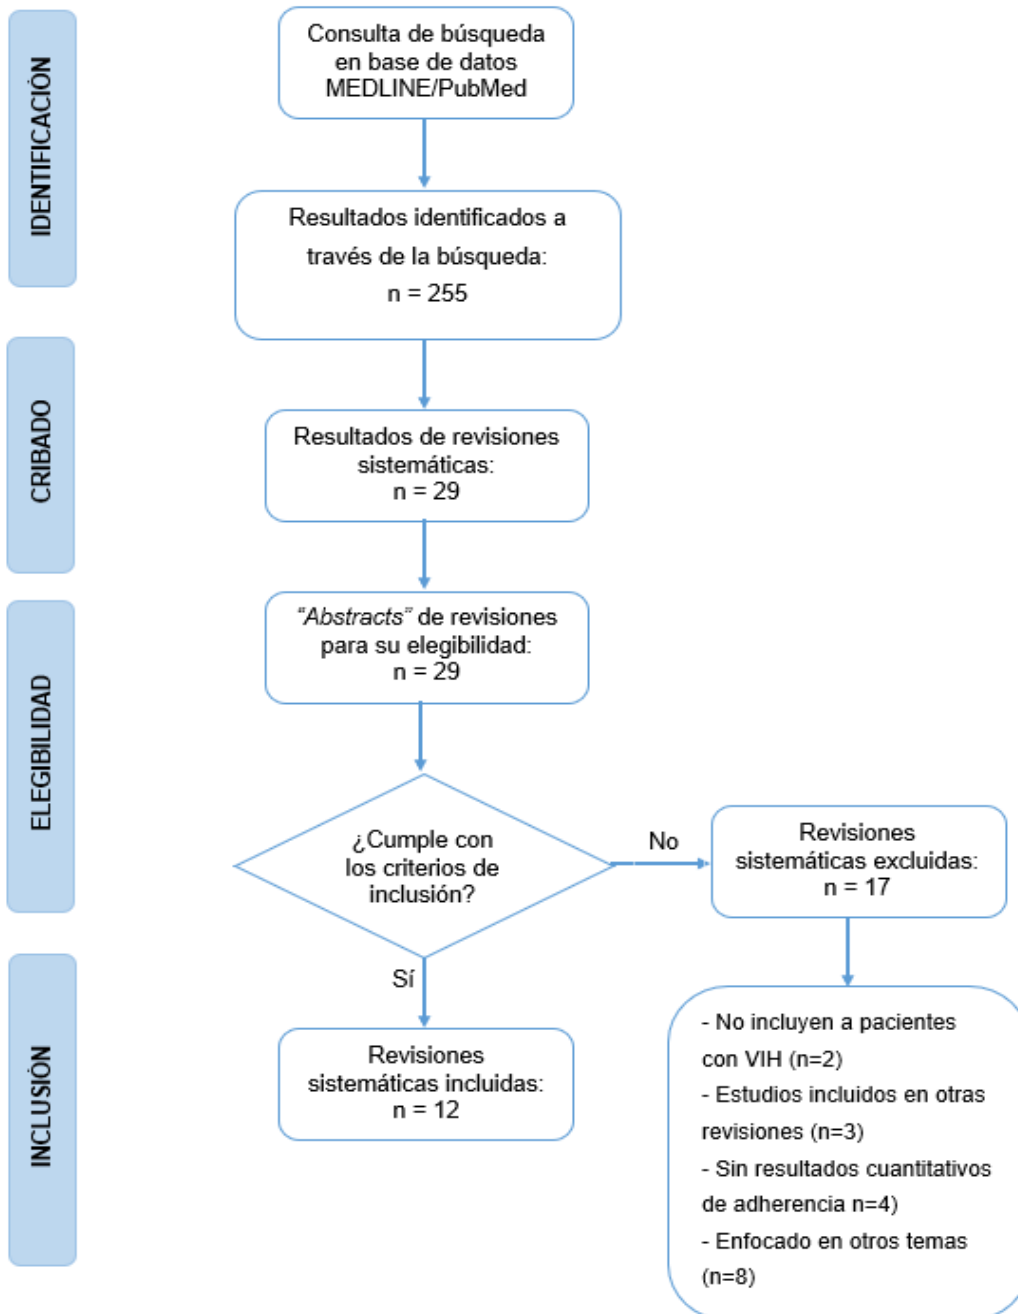 IDENTIFICACIÓN
Consulta de búsqueda
en base de datos
MEDLINE/PubMed
Resultados identificados a
través de la búsqueda:
n = 255
CRIBADO
Resultados de revisiones
sistemáticas:
n = 29
ELEGIBILIDAD
“Abstracts” de revisiones
para su elegibilidad:
n = 29
¿Cumple con
los criterios de
inclusión?
No
Revisiones
sistemáticas excluidas:
n = 17
Sí
INCLUSIÓN
Revisiones
sistemáticas incluidas:
n = 12
- No incluyen a pacientes
con VIH (n=2)
- Estudios incluidos en otras
revisiones (n=3)
- Sin resultados cuantitativos
de adherencia n=4)
- Enfocado en otros temas
(n=8)